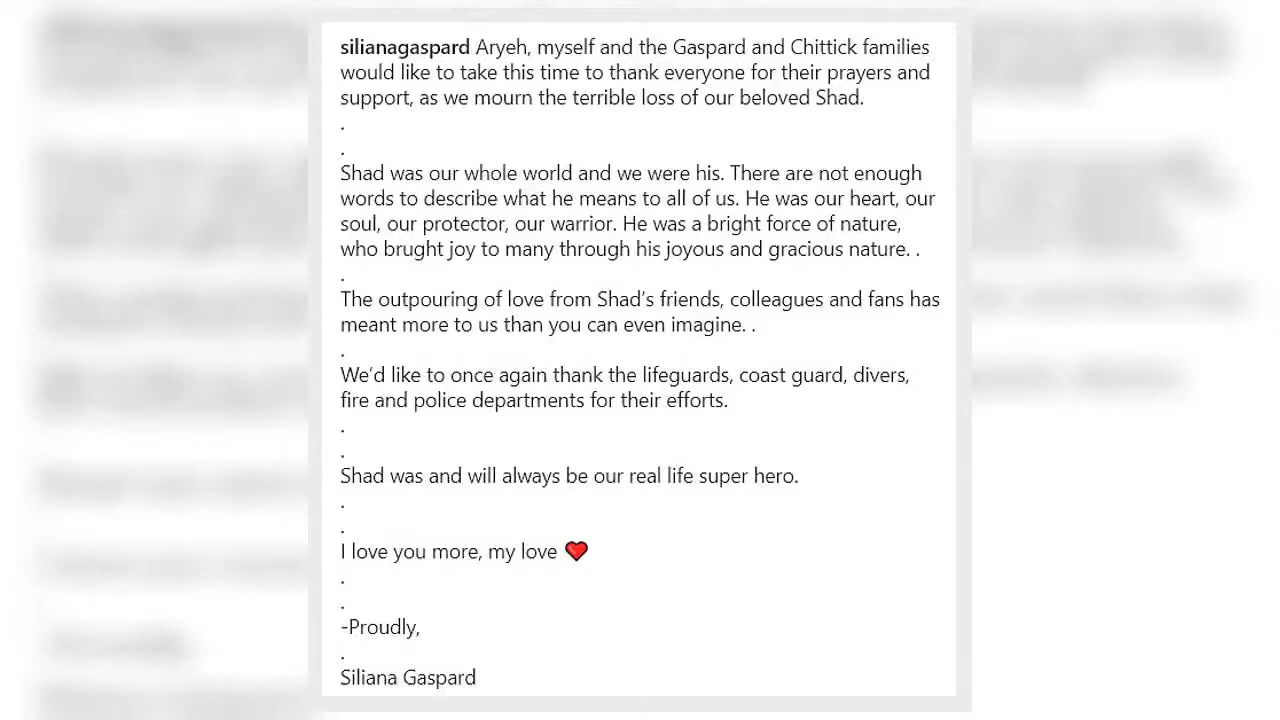 silianagaspard Aryeh, myself and the Gaspard and Chittick families
would like to take this time to thank everyone for their prayers and
support, as we mourn the terrible loss of our beloved Shad.
.
.
Shad was our whole world and we were his. There are not enough
words to describe what he means to all of us. He was our heart, our
soul, our protector, our warrior. He was a bright force of nature,
who brught joy to many through his joyous and gracious nature. .
.
The outpouring of love from Shad's friends, colleagues and fans has
meant more to us than you can even imagine. .
.
We'd like to once again thank the lifeguards, coast guard, divers,
fire and police departments for their efforts.
.
.
Shad was and will always be our real life super hero.
.
.
I love you more, my love ❤️
.
.
-Proudly,
.
Siliana Gaspard